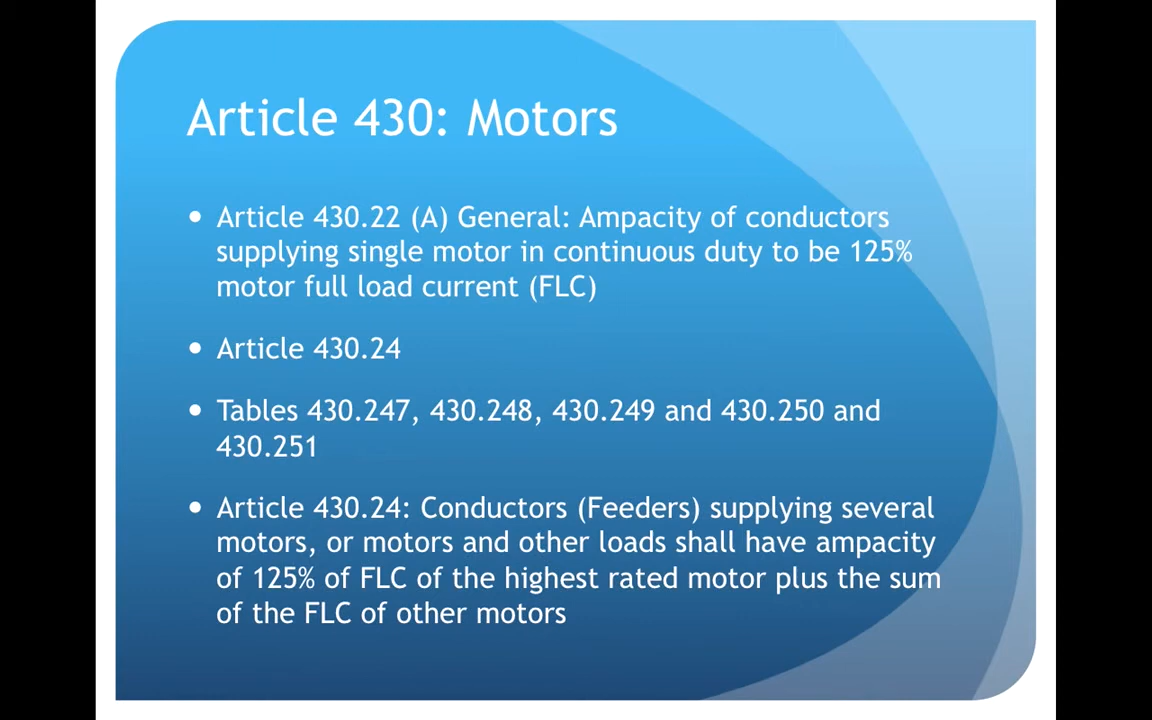 Article 430: Motors
• Article 430.22 (A) General: Ampacity of conductors
supplying single motor in continuous duty to be 125%
motor full load current (FLC)
• Article 430.24
• Tables 430.247, 430.248, 430.249 and 430.250 and
430.251
• Article 430.24: Conductors (Feeders) supplying several
motors, or motors and other loads shall have ampacity
of 125% of FLC of the highest rated motor plus the sum
of the FLC of other motors